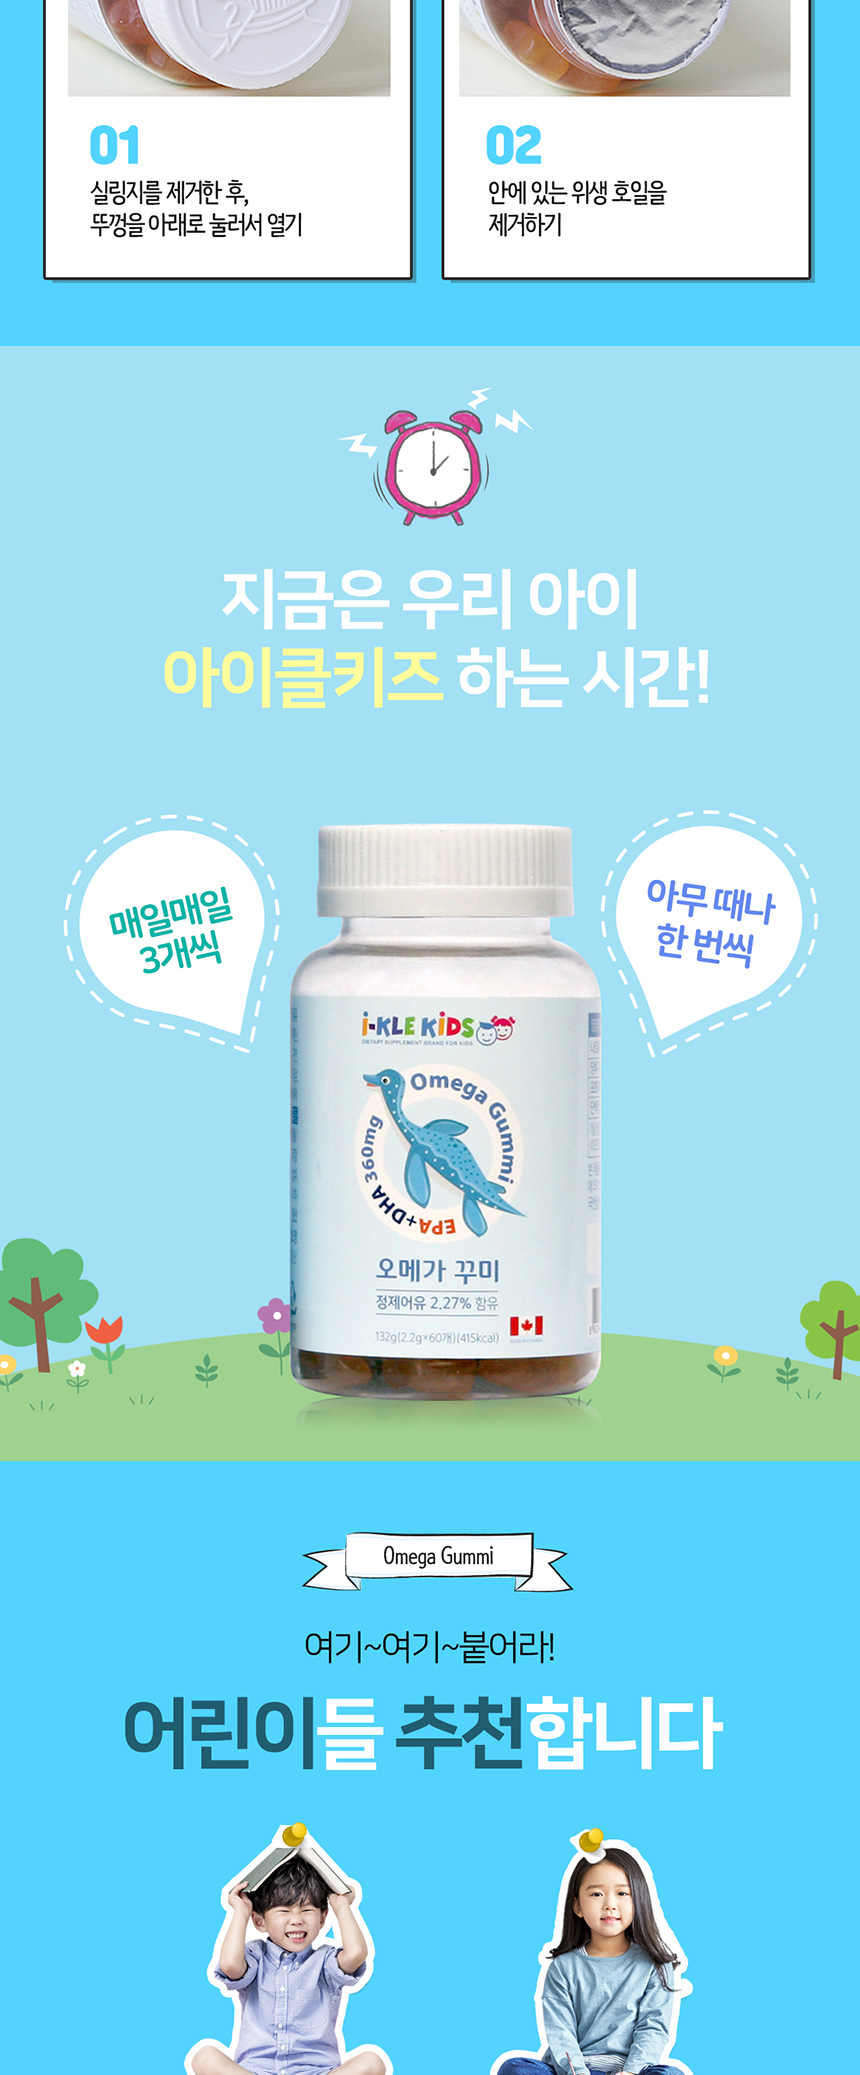 01
실링지를 제거한 후,
뚜껑을 아래로 눌러서 열기
02
안에 있는 위생 호일을
제거하기
지금은 우리 아이
아이클키즈 하는 시간!
매일매일
3개씩
아무 때나
한 번씩
i-KLE KiDS
DIETARY SUPPLEMENT BRAND FOR KIDS
Omega Gummi
EPA+DHA 360mg
오메가 꾸미
정제어유 2.27% 함유
132g(2.2g×60개)(415kcal)
Omega Gummi
여기~여기~붙어라!
어린이들 추천합니다